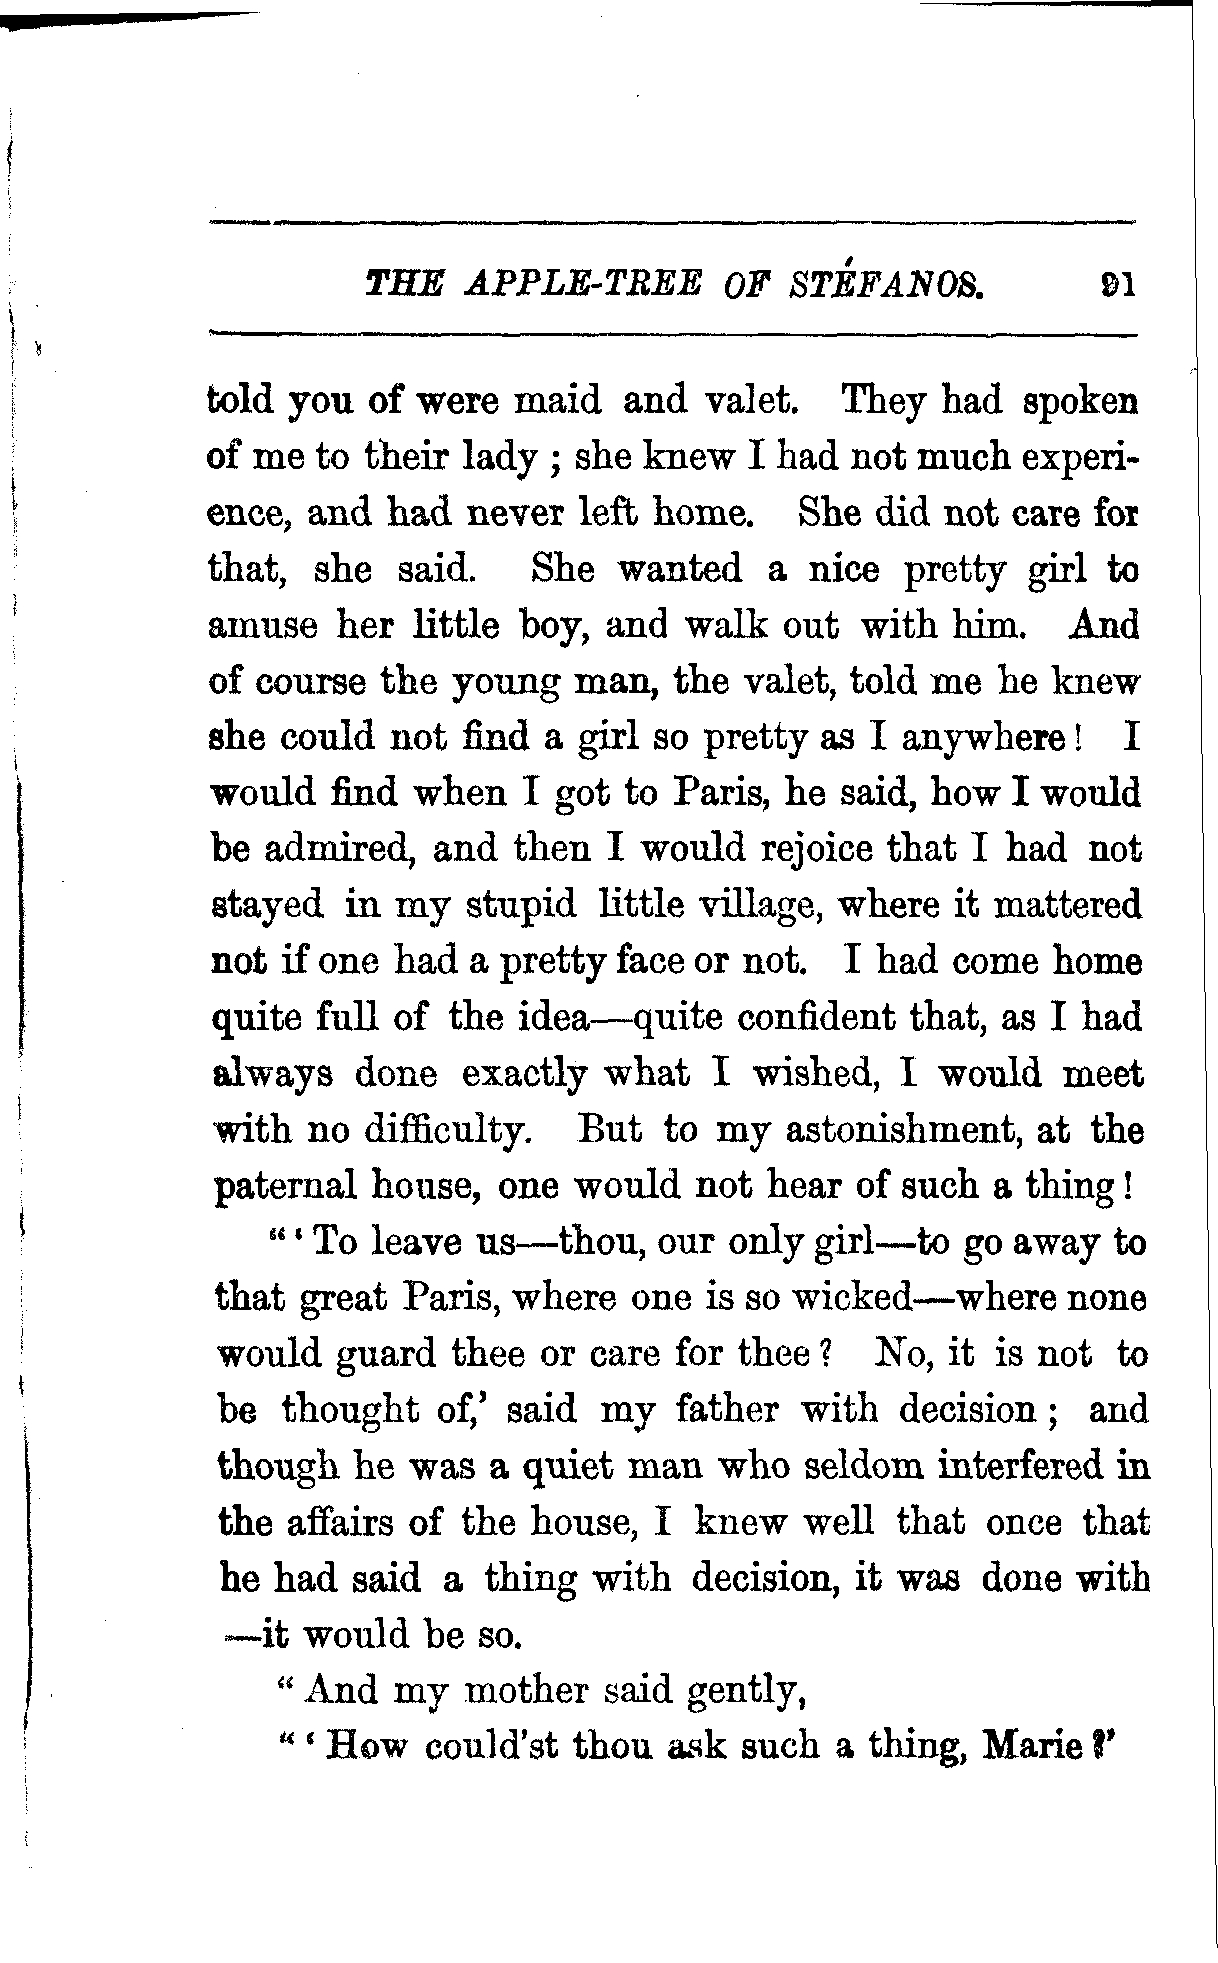 THE APPLE-TREE OF STÉFANOS. 91
told you of were maid and valet. They had spoken
of me to their lady ; she knew I had not much experi-
ence, and had never left home. She did not care for
that, she said. She wanted a nice pretty girl to
amuse her little boy, and walk out with him. And
of course the young man, the valet, told me he knew
she could not find a girl so pretty as I anywhere! I
would find when I got to Paris, he said, how I would
be admired, and then I would rejoice that I had not
stayed in my stupid little village, where it mattered
not if one had a pretty face or not. I had come home
quite full of the idea—quite confident that, as I had
always done exactly what I wished, I would meet
with no difficulty. But to my astonishment, at the
paternal house, one would not hear of such a thing!
“ ‘ To leave us—thou, our only girl—to go away to
that great Paris, where one is so wicked—where none
would guard thee or care for thee ? No, it is not to
be thought of,’ said my father with decision ; and
though he was a quiet man who seldom interfered in
the affairs of the house, I knew well that once that
he had said a thing with decision, it was done with
—it would be so.
“ And my mother said gently,
“ ‘ How could’st thou ask such a thing, Marie ?’